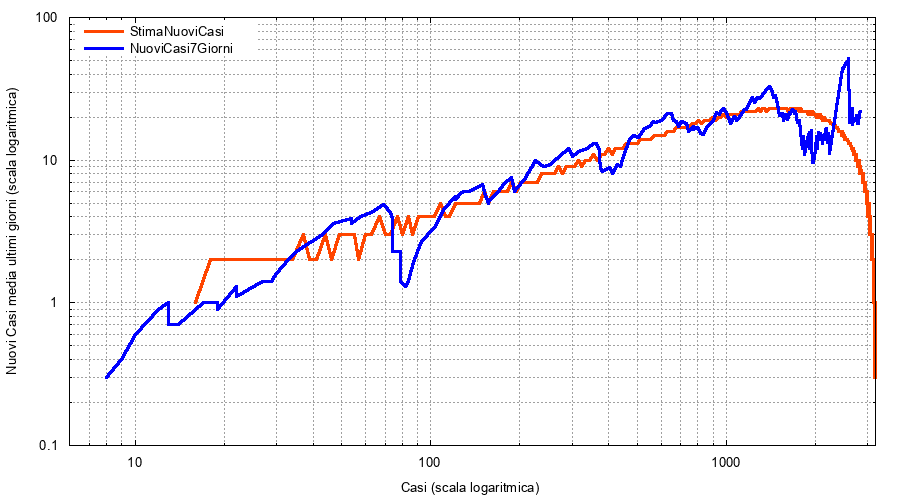 StimaNuoviCasi
NuoviCasi7Giorni
Nuovi Casi media ultimi giorni (scala logaritmica)
100
10
1
0.1
10
100
1000
Casi (scala logaritmica)